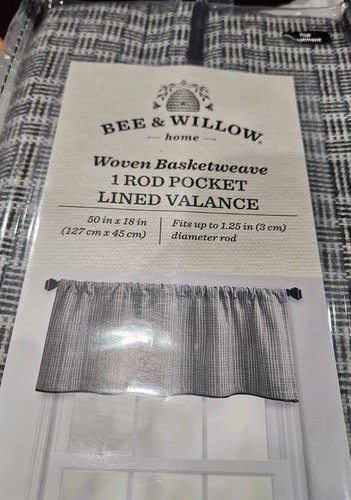 BEE & WILLOW
home
Woven Basketweave
1 ROD POCKET
LINED VALANCE
50 in x 18 in
(127 cm x 45 cm)
Fits up to 1.25 in (3 cm)
diameter rod